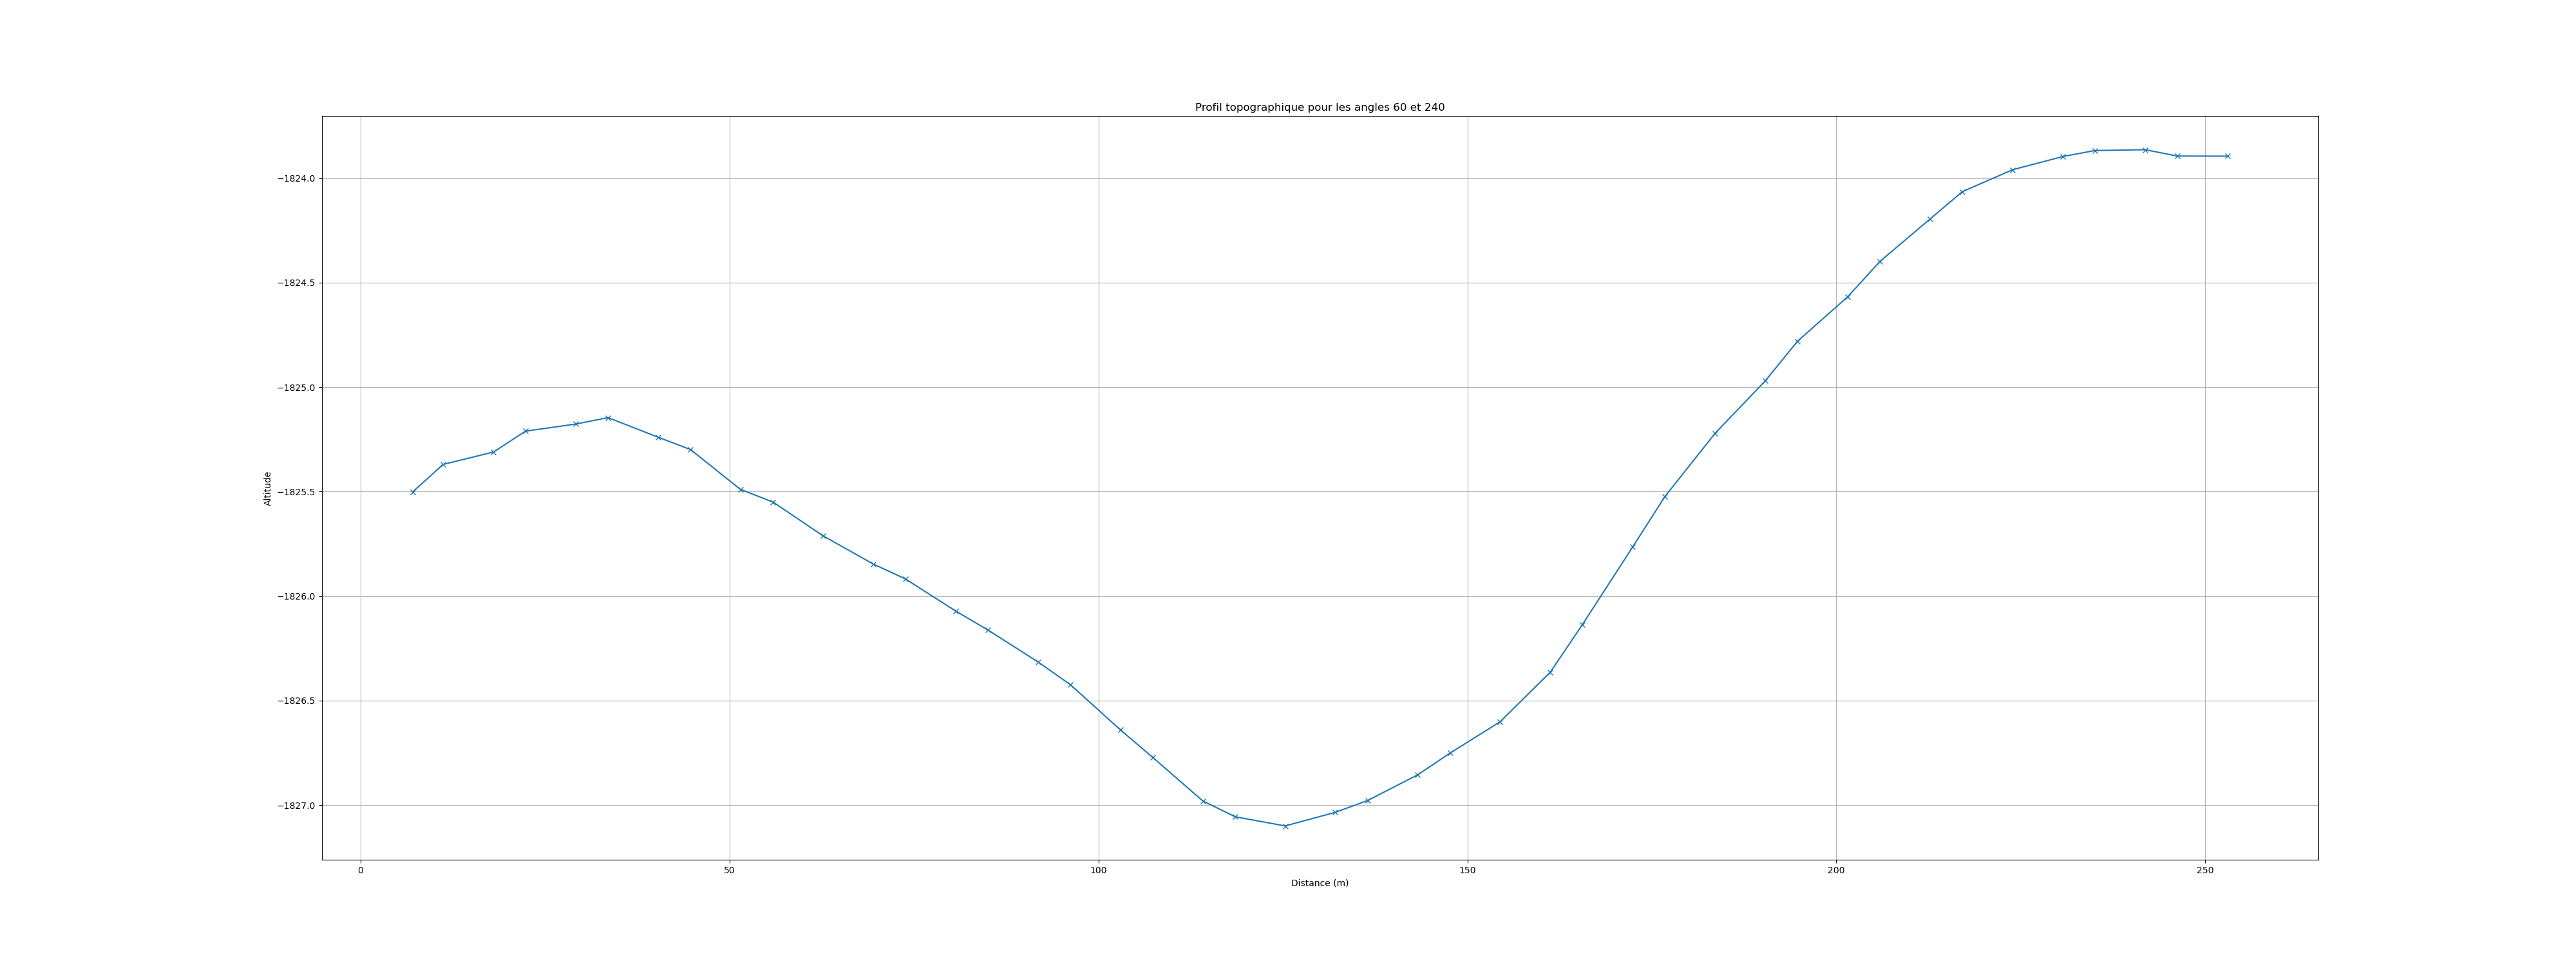 Profil topographique pour les angles 60 et 240
Altitude
−1824.0
−1824.5
−1825.0
−1825.5
−1826.0
−1826.5
−1827.0
0 50 100 150 200 250
Distance (m)